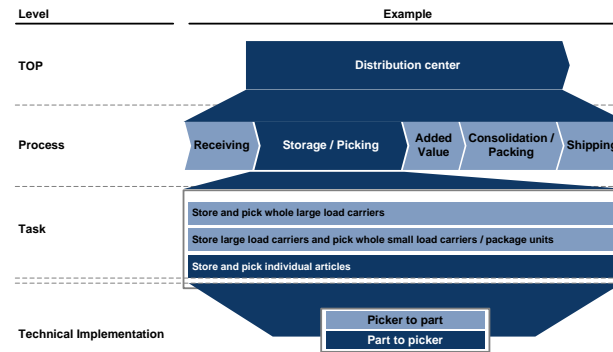 Level Example
TOP Distribution center
Process Receiving Storage / Picking Added Value Consolidation / Packing Shipping
Task
Store and pick whole large load carriers
Store large load carriers and pick whole small load carriers / package units
Store and pick individual articles
Technical Implementation
Picker to part
Part to picker